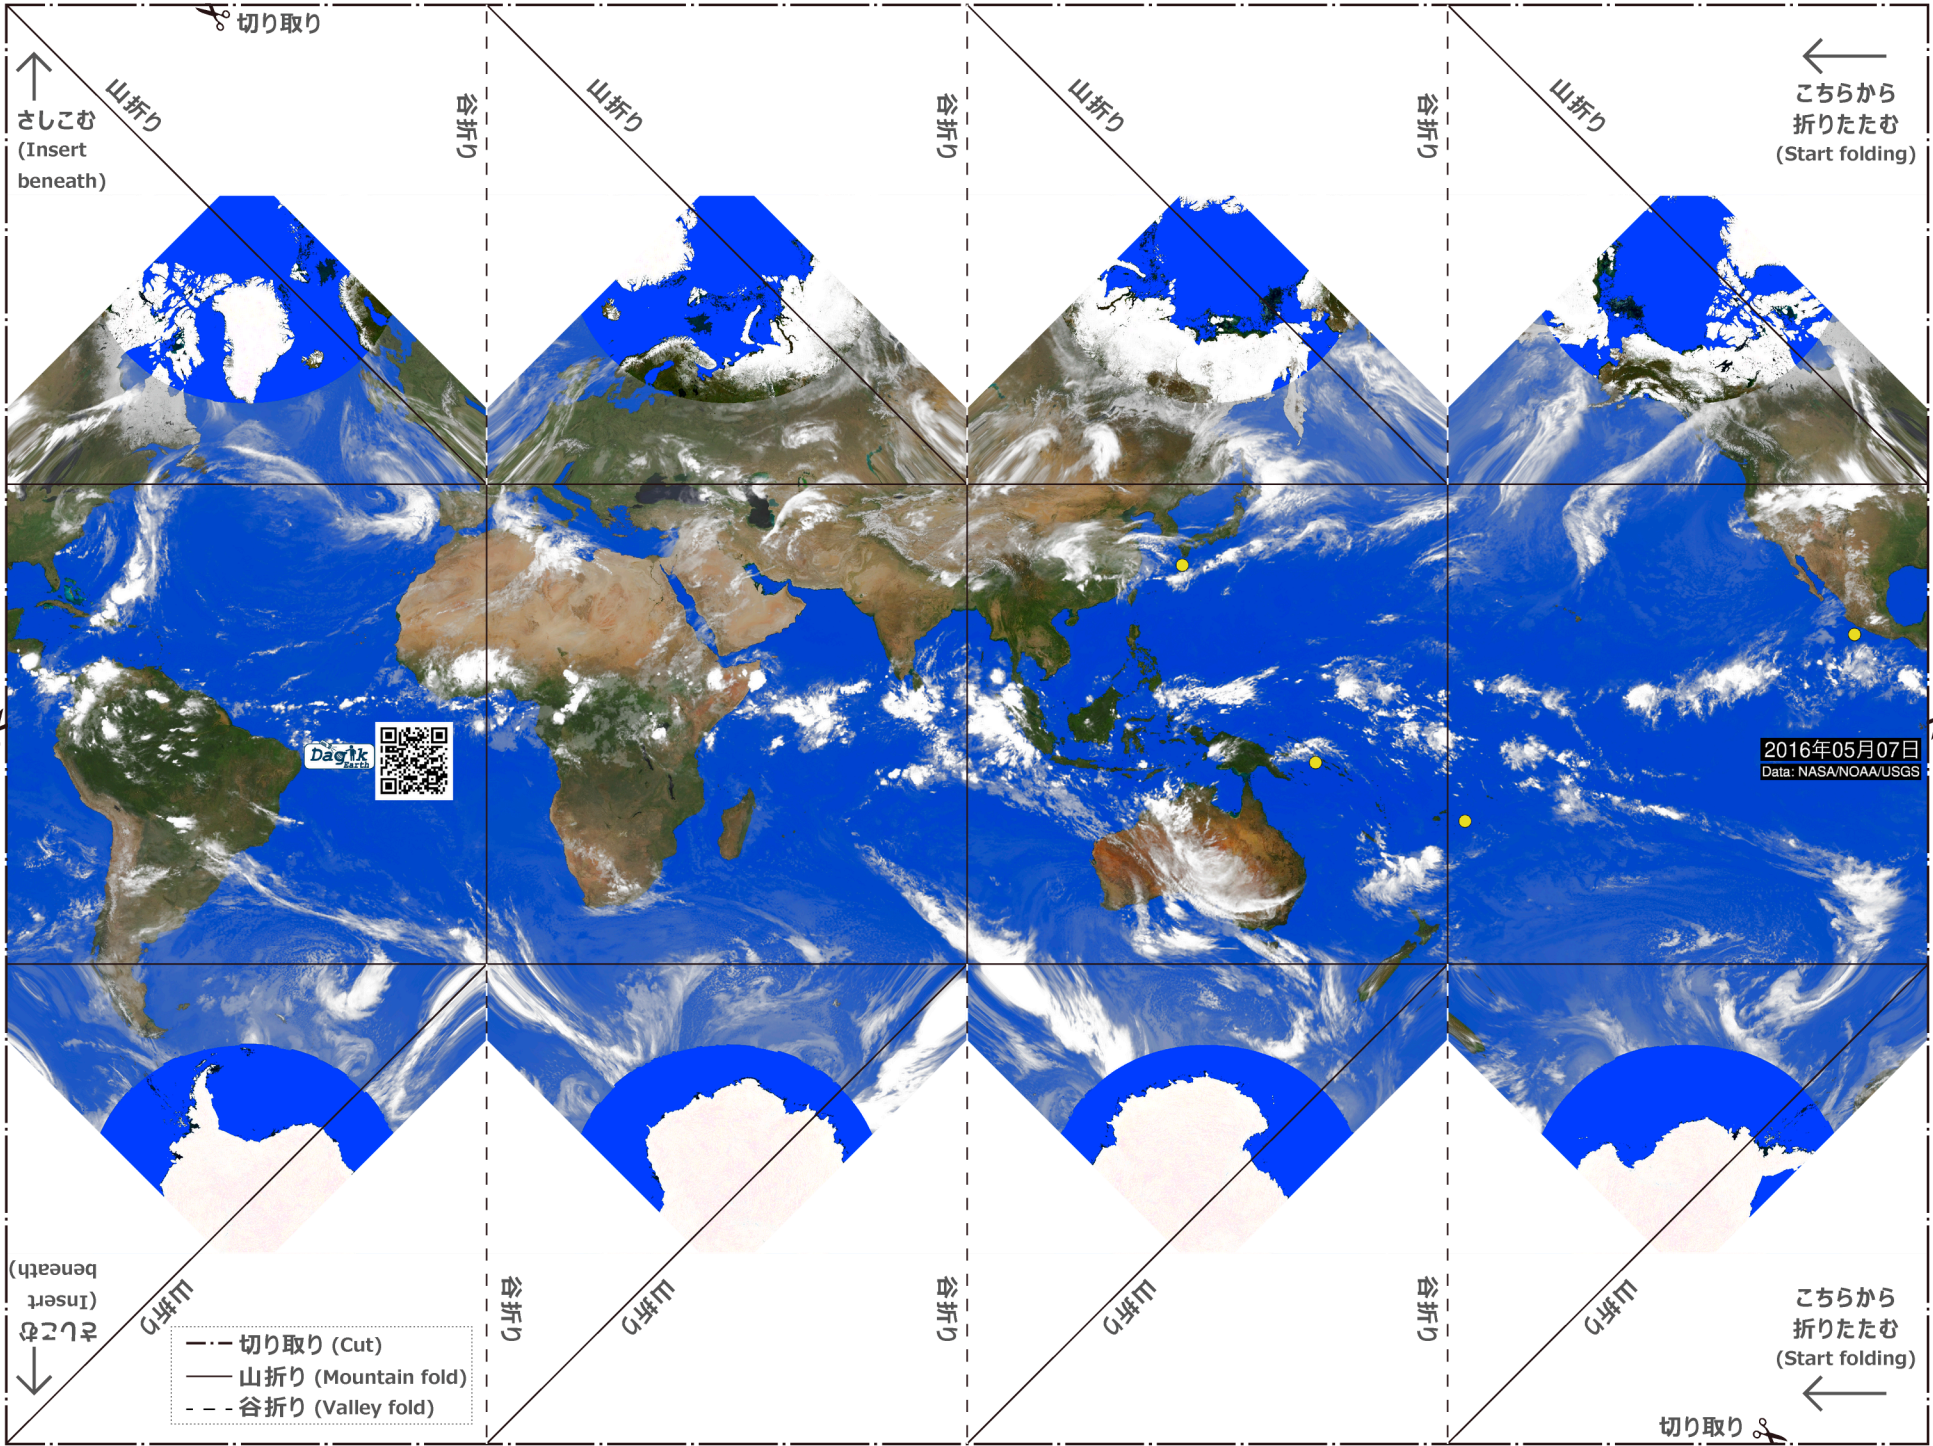 切り取り
山折り
谷折り
山折り
谷折り
山折り
谷折り
山折り
さしこむ
(Insert
beneath)
こちらから
折りたたむ
(Start folding)
Dagik
Earth
2016年05月07日
Data: NASA/NOAA/USGS
さしこむ
(Insert
beneath)
山折り
谷折り
山折り
谷折り
山折り
谷折り
山折り
切り取り (Cut)
山折り (Mountain fold)
谷折り (Valley fold)
こちらから
折りたたむ
(Start folding)
切り取り